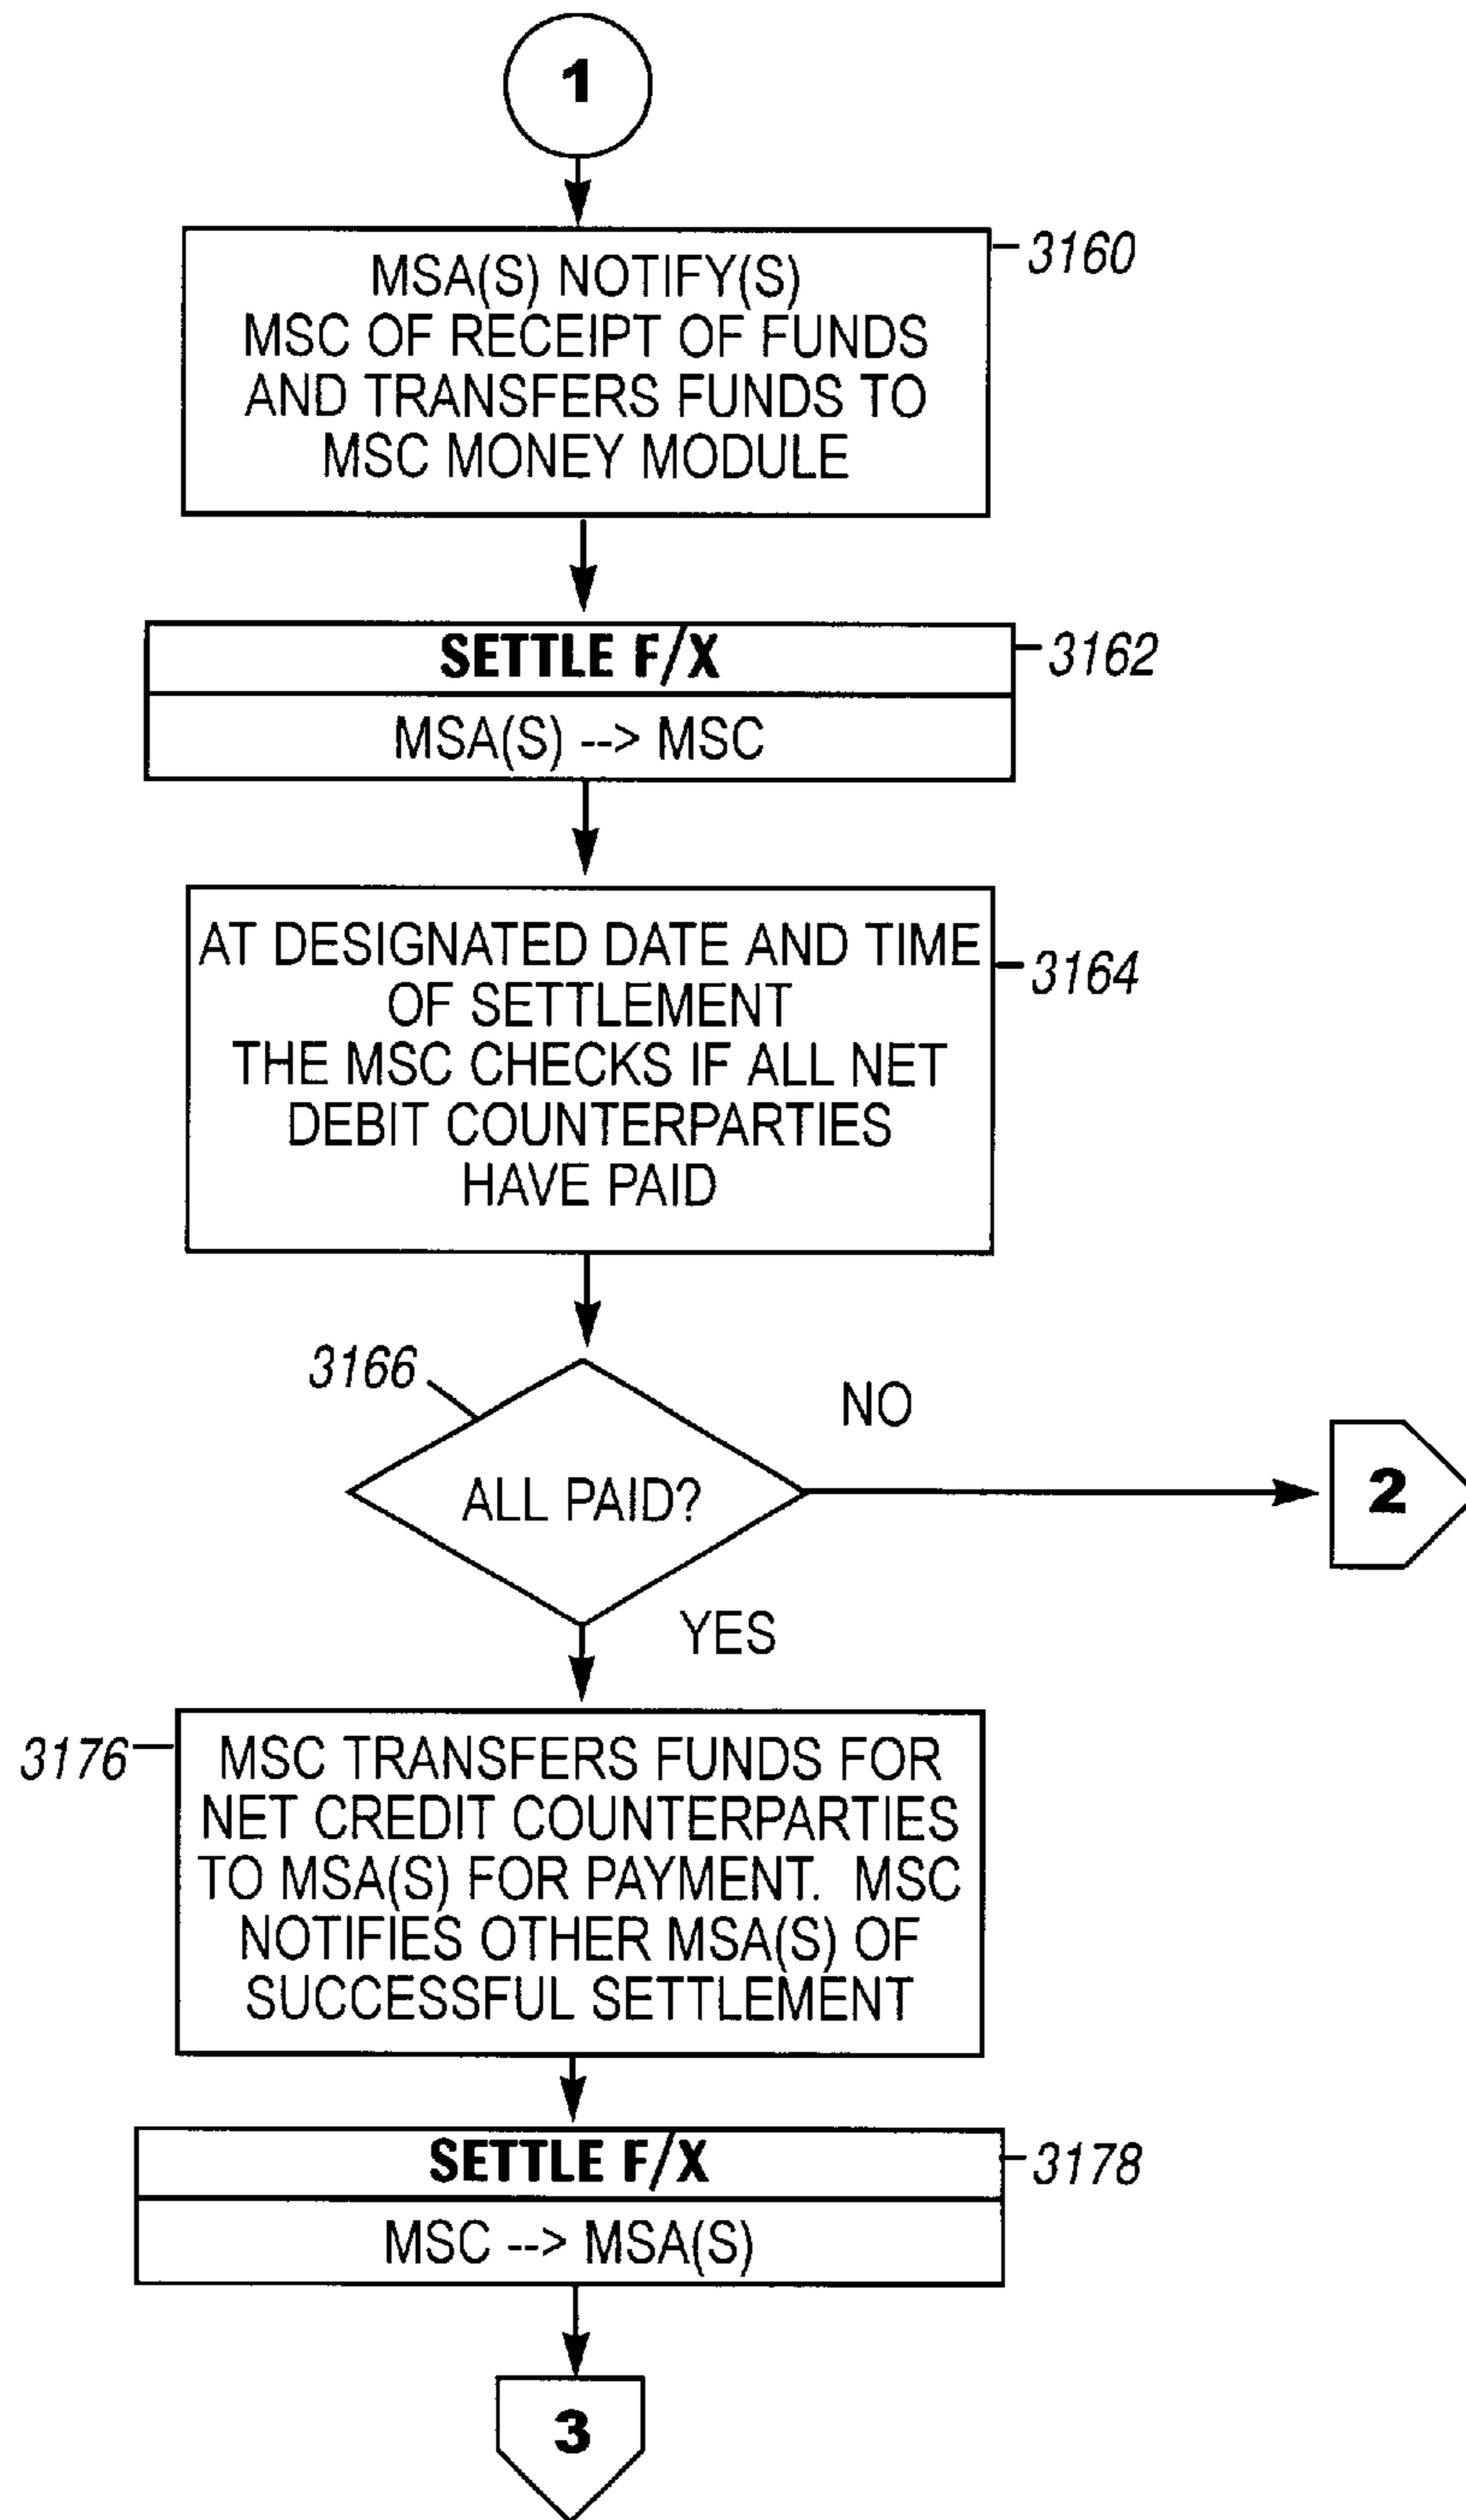 1
MSA(S) NOTIFY(S)
MSC OF RECEIPT OF FUNDS
AND TRANSFERS FUNDS TO
MSC MONEY MODULE
3160
SETTLE F/X
3162
MSA(S) --> MSC
AT DESIGNATED DATE AND TIME
OF SETTLEMENT
THE MSC CHECKS IF ALL NET
DEBIT COUNTERPARTIES
HAVE PAID
3164
3166
ALL PAID?
NO
2
YES
3176
MSC TRANSFERS FUNDS FOR
NET CREDIT COUNTERPARTIES
TO MSA(S) FOR PAYMENT. MSC
NOTIFIES OTHER MSA(S) OF
SUCCESSFUL SETTLEMENT
SETTLE F/X
3178
MSC --> MSA(S)
3